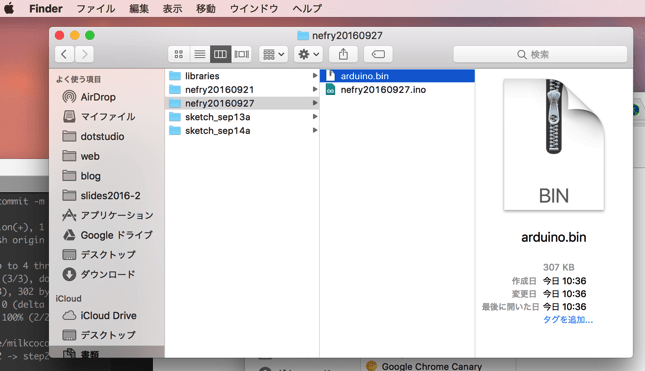 Finder ファイル 編集 表示 移動 ウインドウ ヘルプ
nefry20160927
検索
よく使う項目
AirDrop
マイファイル
dotstudio
web
blog
slides2016-2
アプリケーション
Google ドライブ
デスクトップ
ダウンロード
iCloud
iCloud Drive
デスクトップ
書類
libraries
nefry20160921
nefry20160927
sketch_sep13a
sketch_sep14a
arduino.bin
nefry20160927.ino
BIN
arduino.bin
307 KB
作成日 今日 10:36
変更日 今日 10:36
最後に開いた日 今日 10:36
タグを追加...
ommit -m
ion(+), 1
sh origin
p to 4 thr
(3/3), do
3), 302 by
0 (delta
100% (2/2
e/milkcoco
2 -> step2
Google Chrome Canary